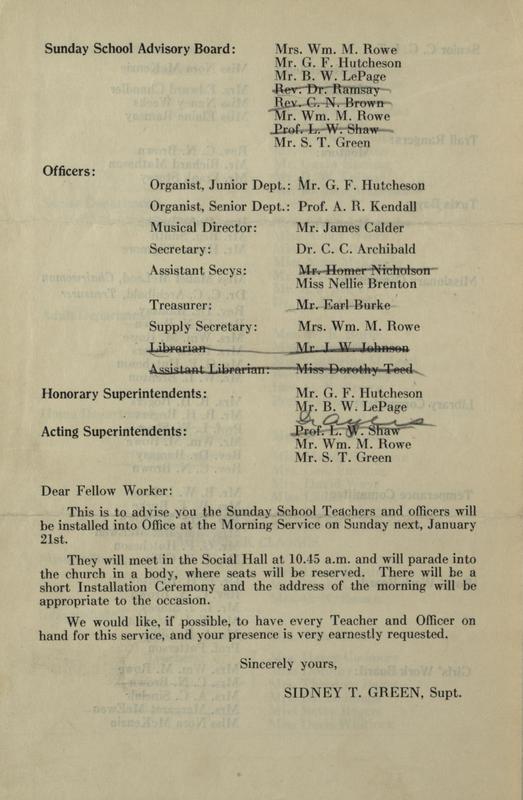 Sunday School Advisory Board: Mrs. Wm. M. Rowe
Mr. G. F. Hutcheson
Mr. B. W. LePage
Rev. Dr. Ramsay
Rev. C. N. Brown
Mr. Wm. M. Rowe
Prof. L. W. Shaw
Mr. S. T. Green
Officers:
Organist, Junior Dept.: Mr. G. F. Hutcheson
Organist, Senior Dept.: Prof. A. R. Kendall
Musical Director: Mr. James Calder
Secretary: Dr. C. C. Archibald
Assistant Secys: Mr. Homer Nicholson
Miss Nellie Brenton
Treasurer: Mr. Earl Burke
Supply Secretary: Mrs. Wm. M. Rowe
Librarian Mr. J. W. Johnson
Assistant Librarian: Miss Dorothy Teed
Honorary Superintendents: Mr. G. F. Hutcheson
Mr. B. W. LePage
Acting Superintendents: Prof. L. W. Shaw
Mr. Wm. M. Rowe
Mr. S. T. Green
Dear Fellow Worker:
This is to advise you the Sunday School Teachers and officers will
be installed into Office at the Morning Service on Sunday next, January
21st.
They will meet in the Social Hall at 10.45 a.m. and will parade into
the church in a body, where seats will be reserved. There will be a
short Installation Ceremony and the address of the morning will be
appropriate to the occasion.
We would like, if possible, to have every Teacher and Officer on
hand for this service, and your presence is very earnestly requested.
Sincerely yours,
SIDNEY T. GREEN, Supt.